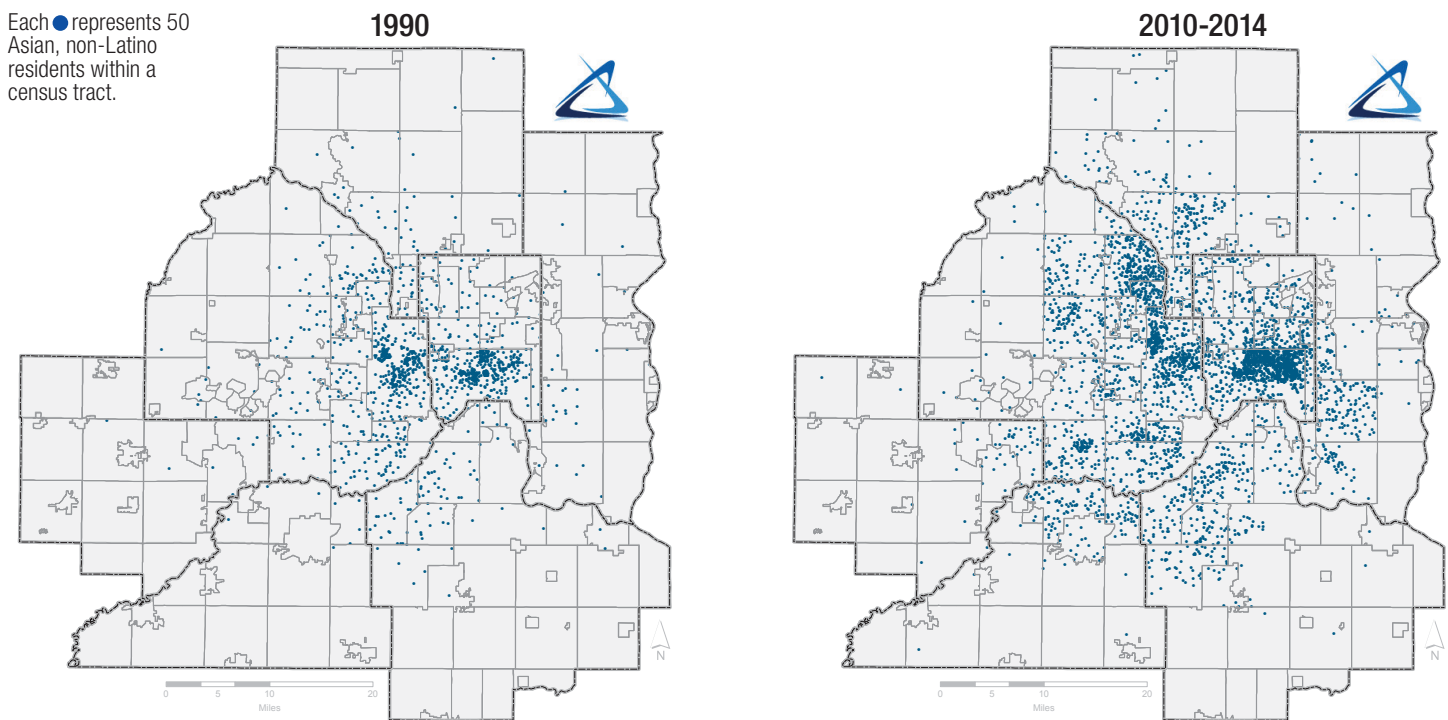 Each ● represents 50
Asian, non-Latino
residents within a
census tract.
1990
N
0 5 10 20
Miles
2010-2014
N
0 5 10 20
Miles